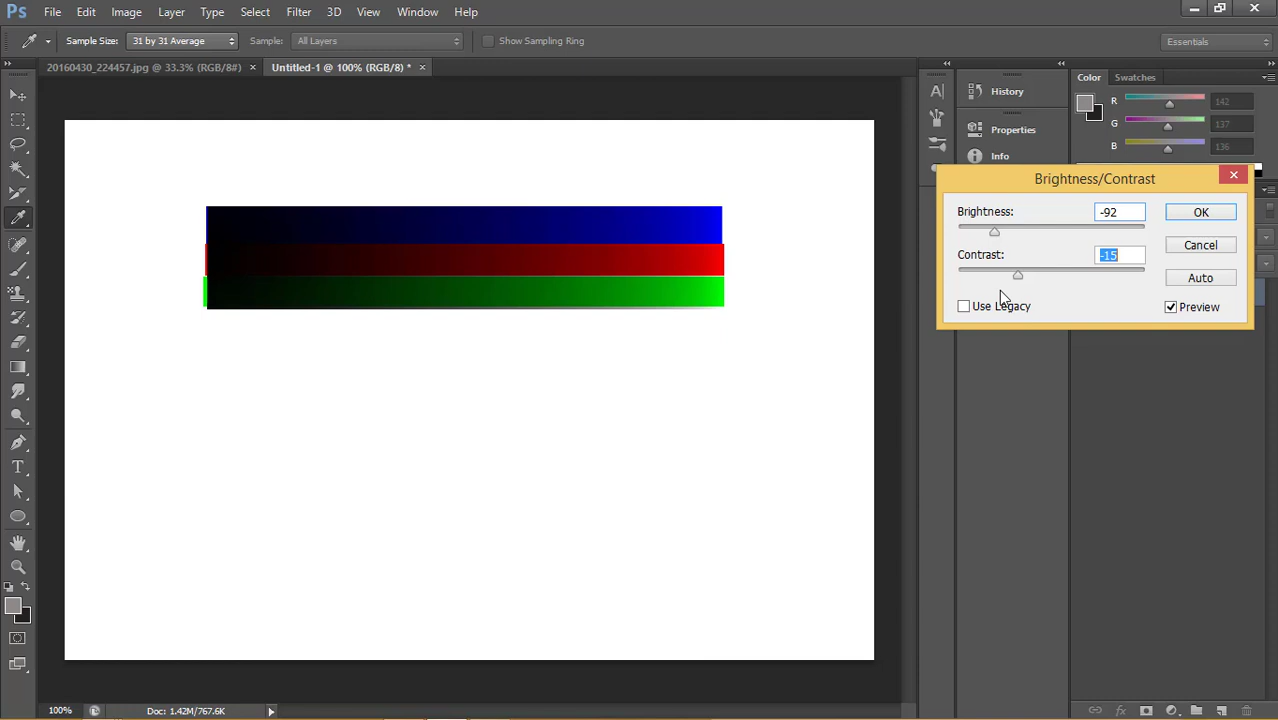 Ps File Edit Image Layer Type Select Filter 3D View Window Help
Sample Size: 31 by 31 Average Sample: All Layers Show Sampling Ring Essentials
20160430_224457.jpg @ 33.3% (RGB/8#) × Untitled-1 @ 100% (RGB/8) * ×
History
Properties
Info
Color Swatches
R 142
G 137
B 136
Brightness/Contrast
Brightness: -92 OK
Contrast: -15 Cancel
Auto
Use Legacy Preview
100% Doc: 1.42M/767.6K